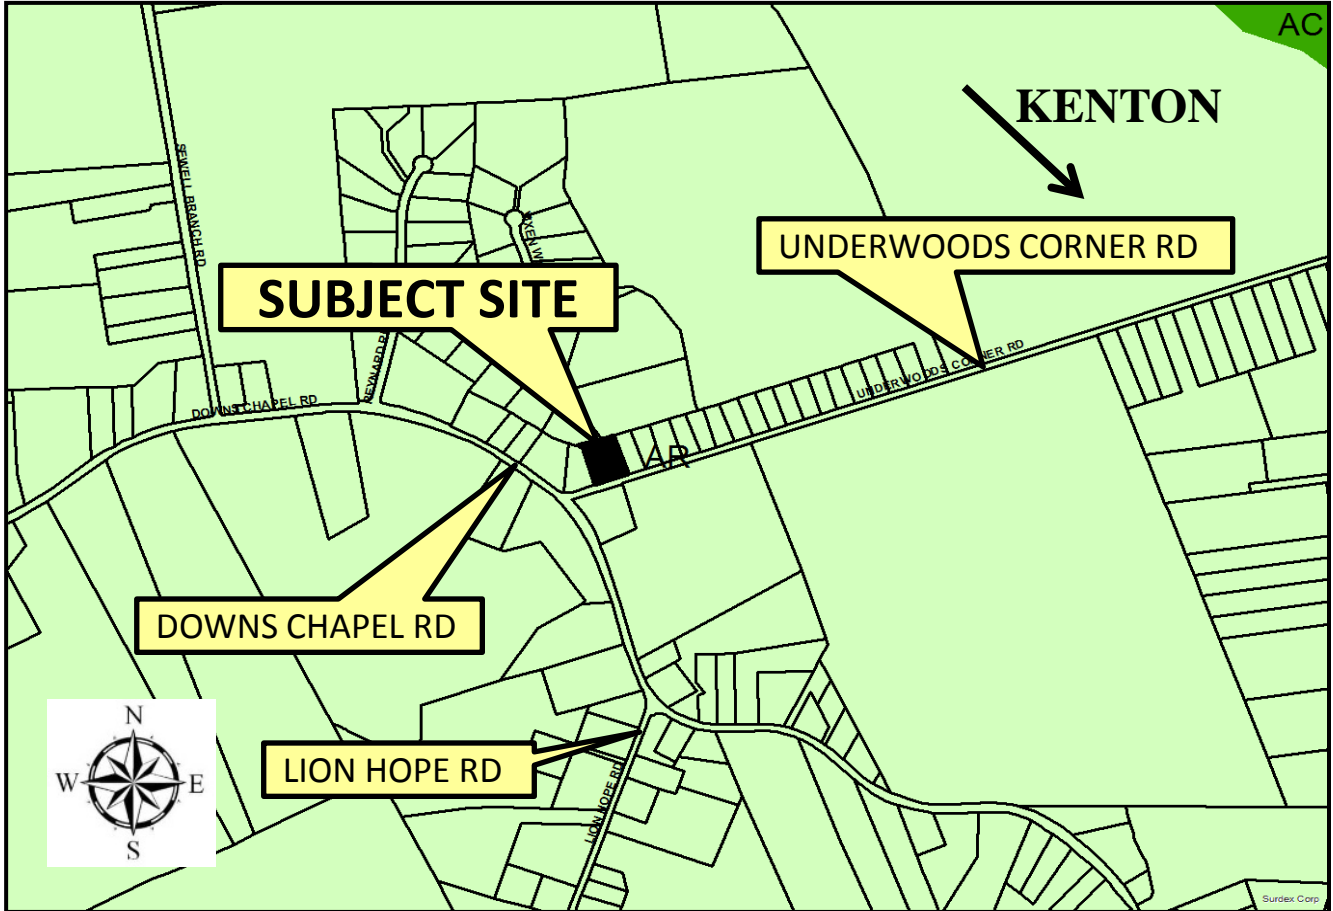 AC
KENTON
SEWELL BRANCH RD
UNDERWOODS CORNER RD
SUBJECT SITE
REYNARD R
UNDERWOODS CORNER RD
DOWNS CHAPEL RD
AR
DOWNS CHAPEL RD
N
W E
S
LION HOPE RD
LION HOPE RD
Surdex Corp